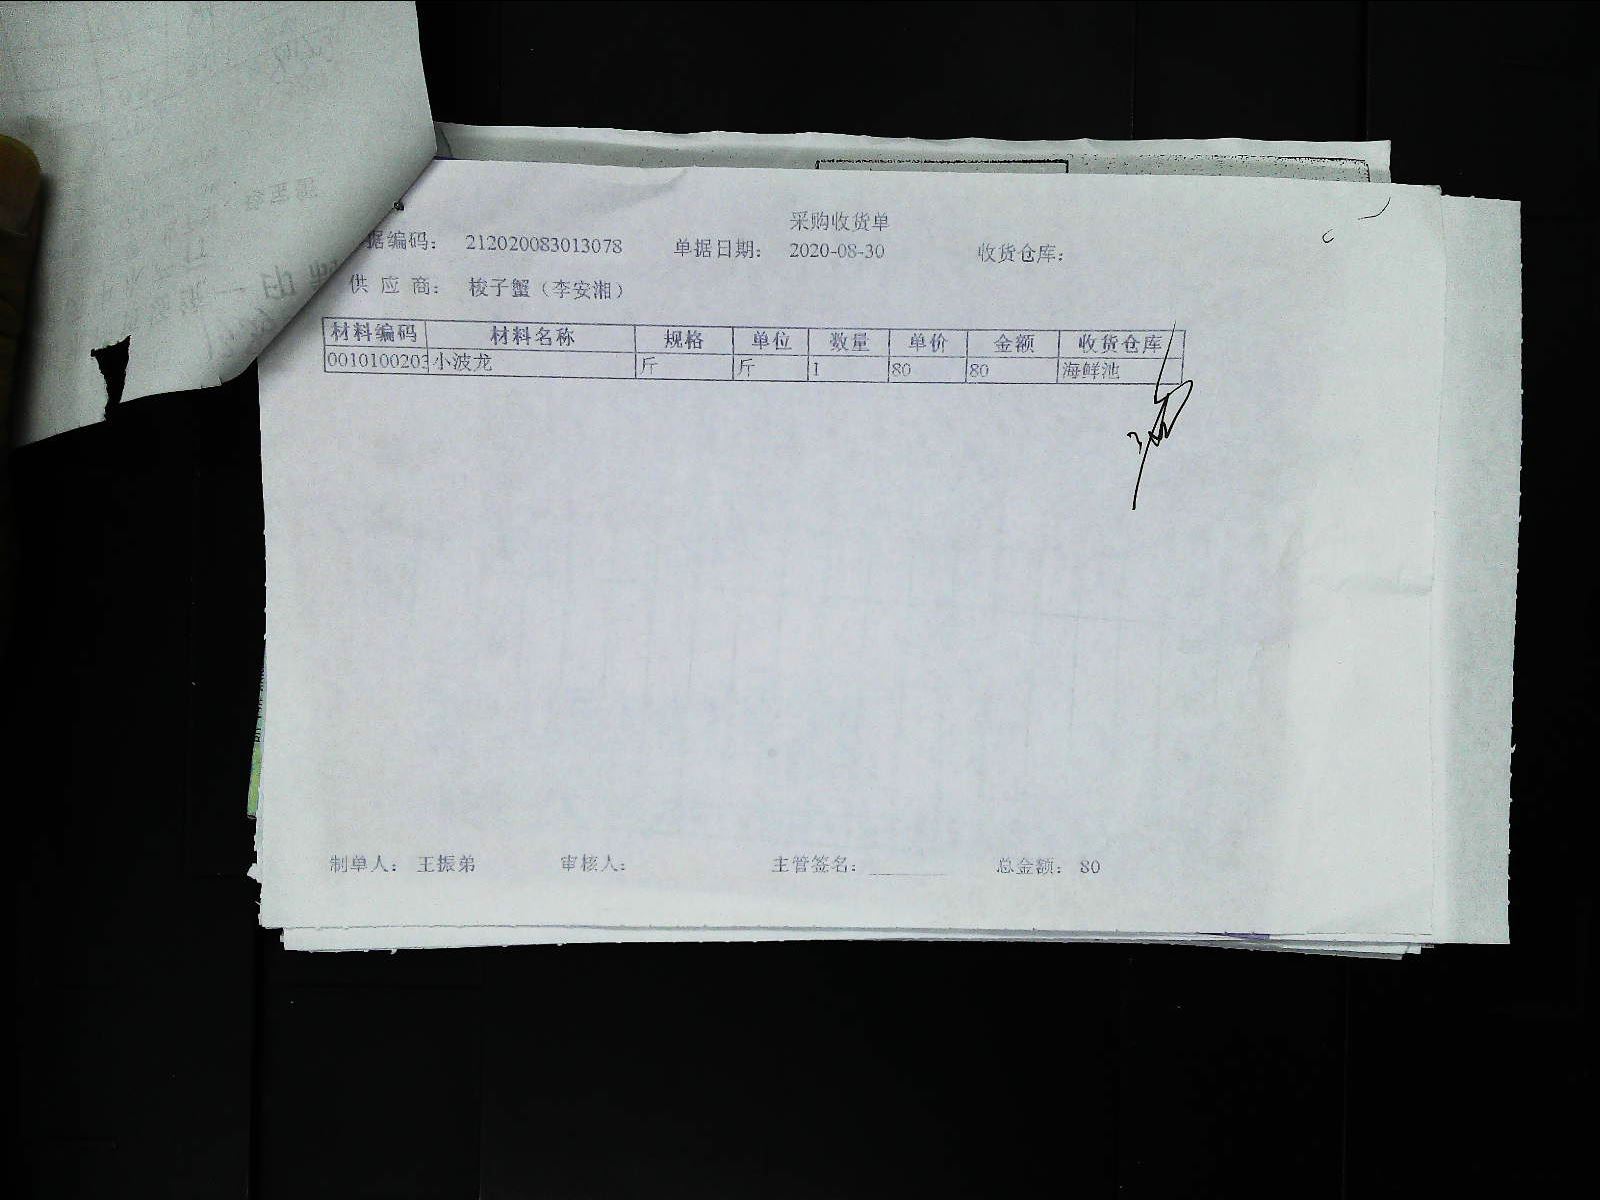 采购收货单
据编码： 212020083013078 单据日期： 2020-08-30 收货仓库：
供 应 商： 梭子蟹（李安湘）
材料编码 材料名称 规格 单位 数量 单价 金额 收货仓库
0010100203 小波龙 斤 斤 1 80 80 海鲜池
制单人： 王振弟 审核人： 主管签名： 总金额： 80